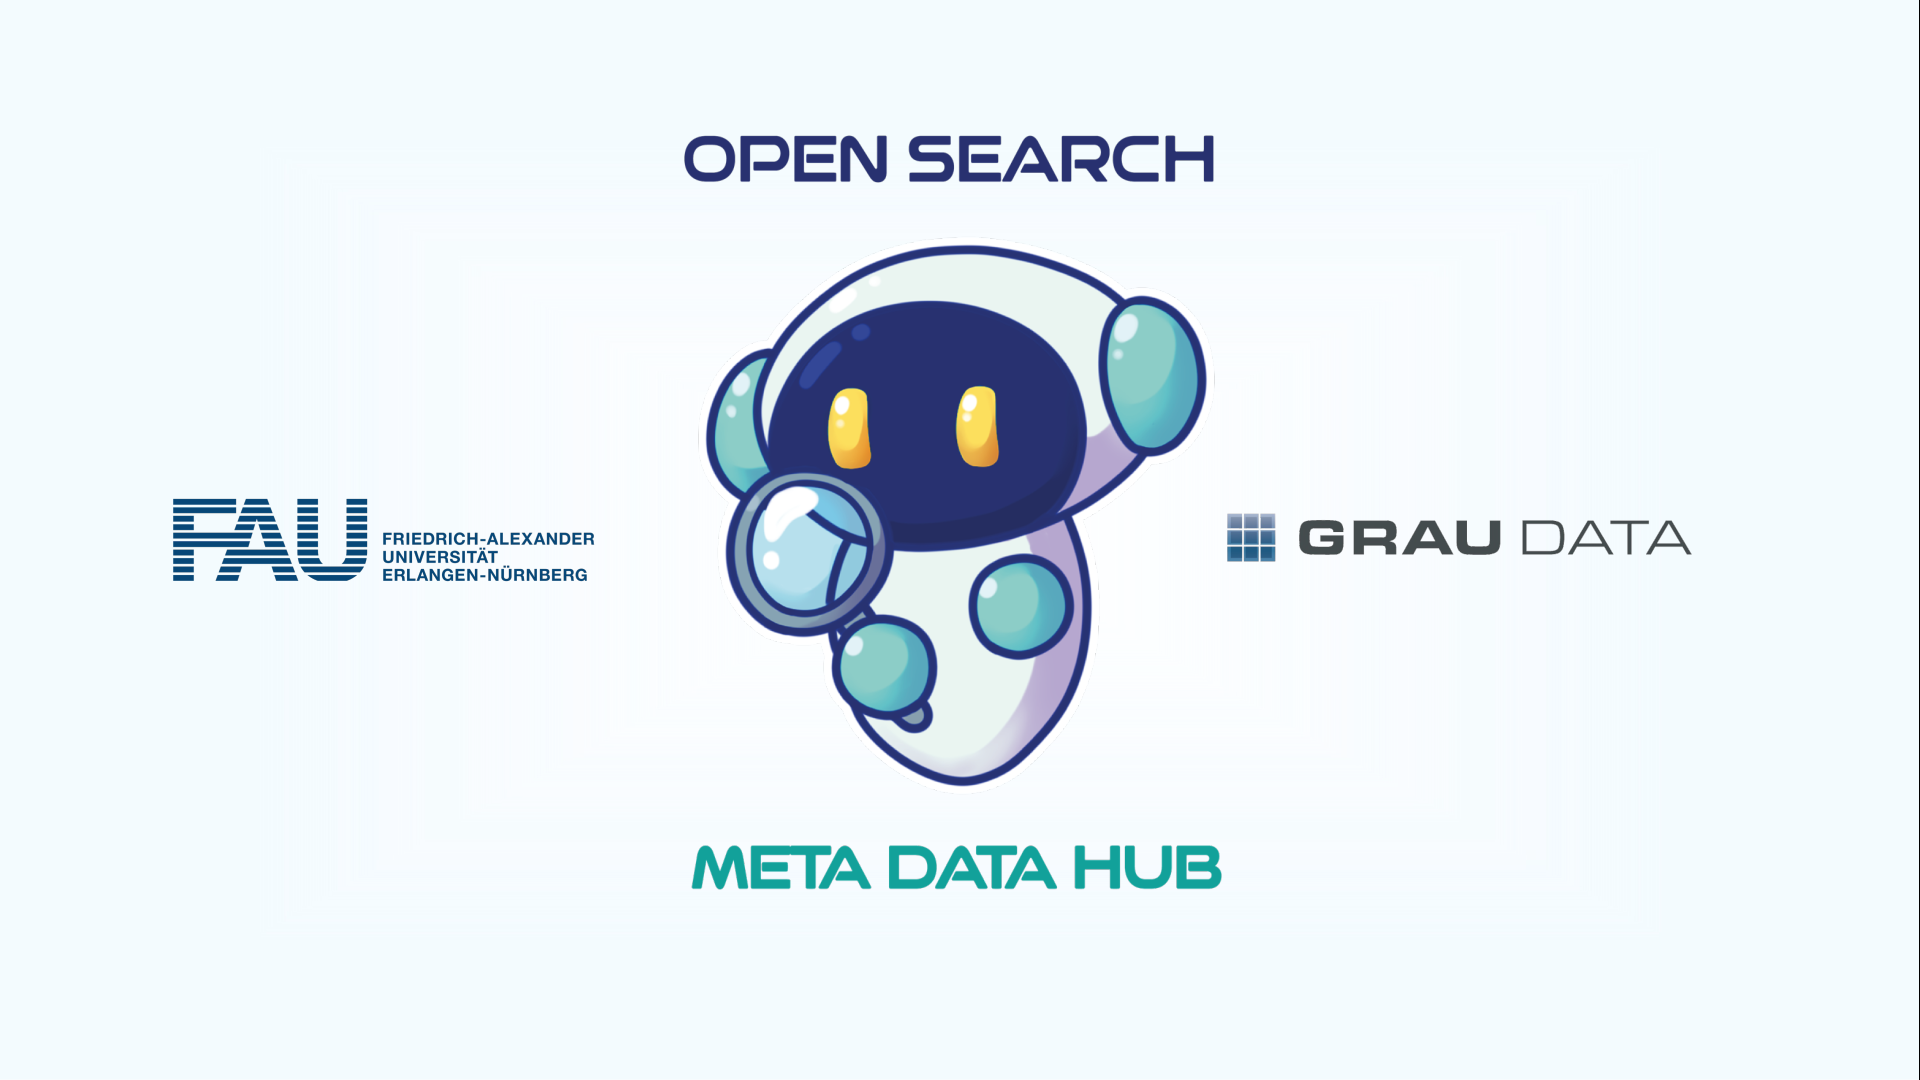 OPEN SEARCH
FAU
FRIEDRICH-ALEXANDER
UNIVERSITÄT
ERLANGEN-NÜRNBERG
GRAU DATA
META DATA HUB